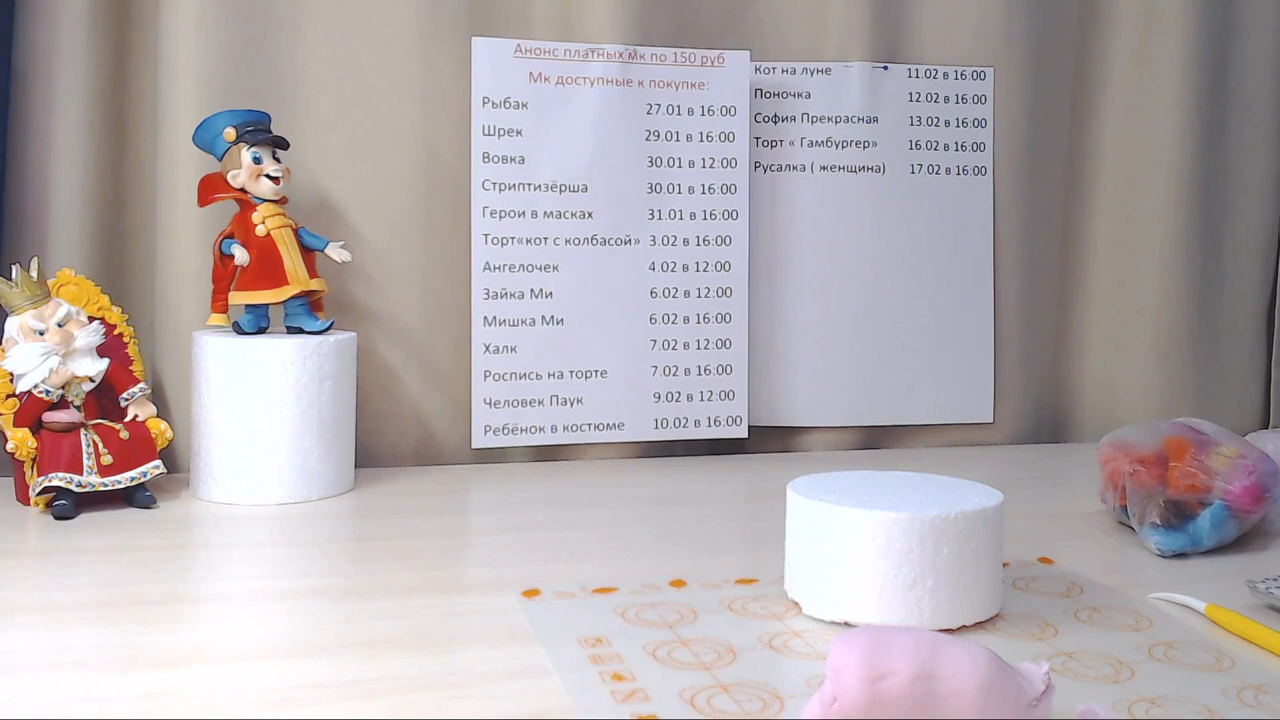 Анонс платных мк по 150 руб
Мк доступные к покупке:
Рыбак 27.01 в 16:00
Шрек 29.01 в 16:00
Вовка 30.01 в 12:00
Стриптизёрша 30.01 в 16:00
Герои в масках 31.01 в 16:00
Торт«кот с колбасой» 3.02 в 16:00
Ангелочек 4.02 в 12:00
Зайка Ми 6.02 в 12:00
Мишка Ми 6.02 в 16:00
Халк 7.02 в 12:00
Роспись на торте 7.02 в 16:00
Человек Паук 9.02 в 12:00
Ребёнок в костюме 10.02 в 16:00
Кот на луне 11.02 в 16:00
Поночка 12.02 в 16:00
София Прекрасная 13.02 в 16:00
Торт « Гамбургер» 16.02 в 16:00
Русалка ( женщина) 17.02 в 16:00